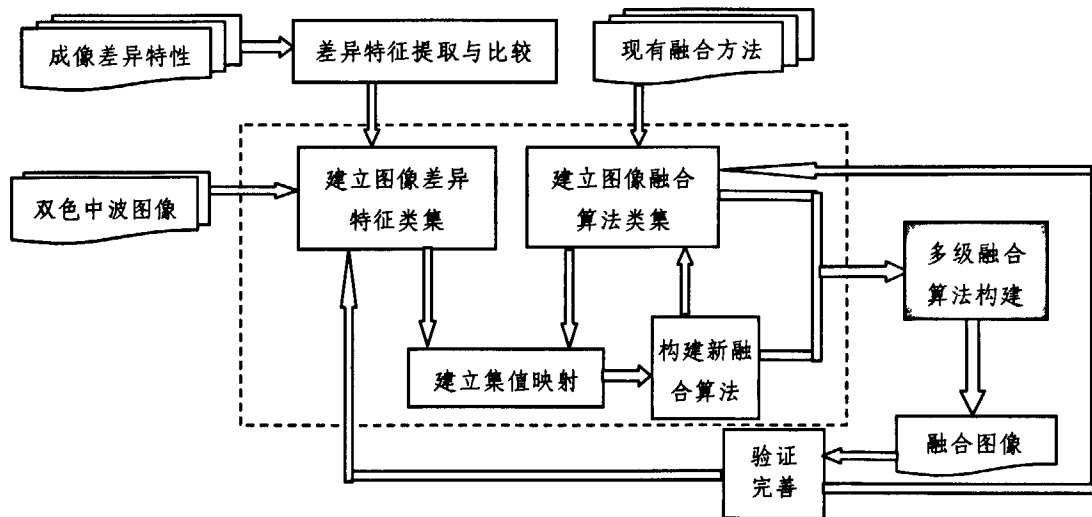 成像差异特性
差异特征提取与比较
现有融合方法
双色中波图像
建立图像差异
特征类集
建立图像融合
算法类集
多级融合
算法构建
建立集值映射
构建新融
合算法
融合图像
验证
完善